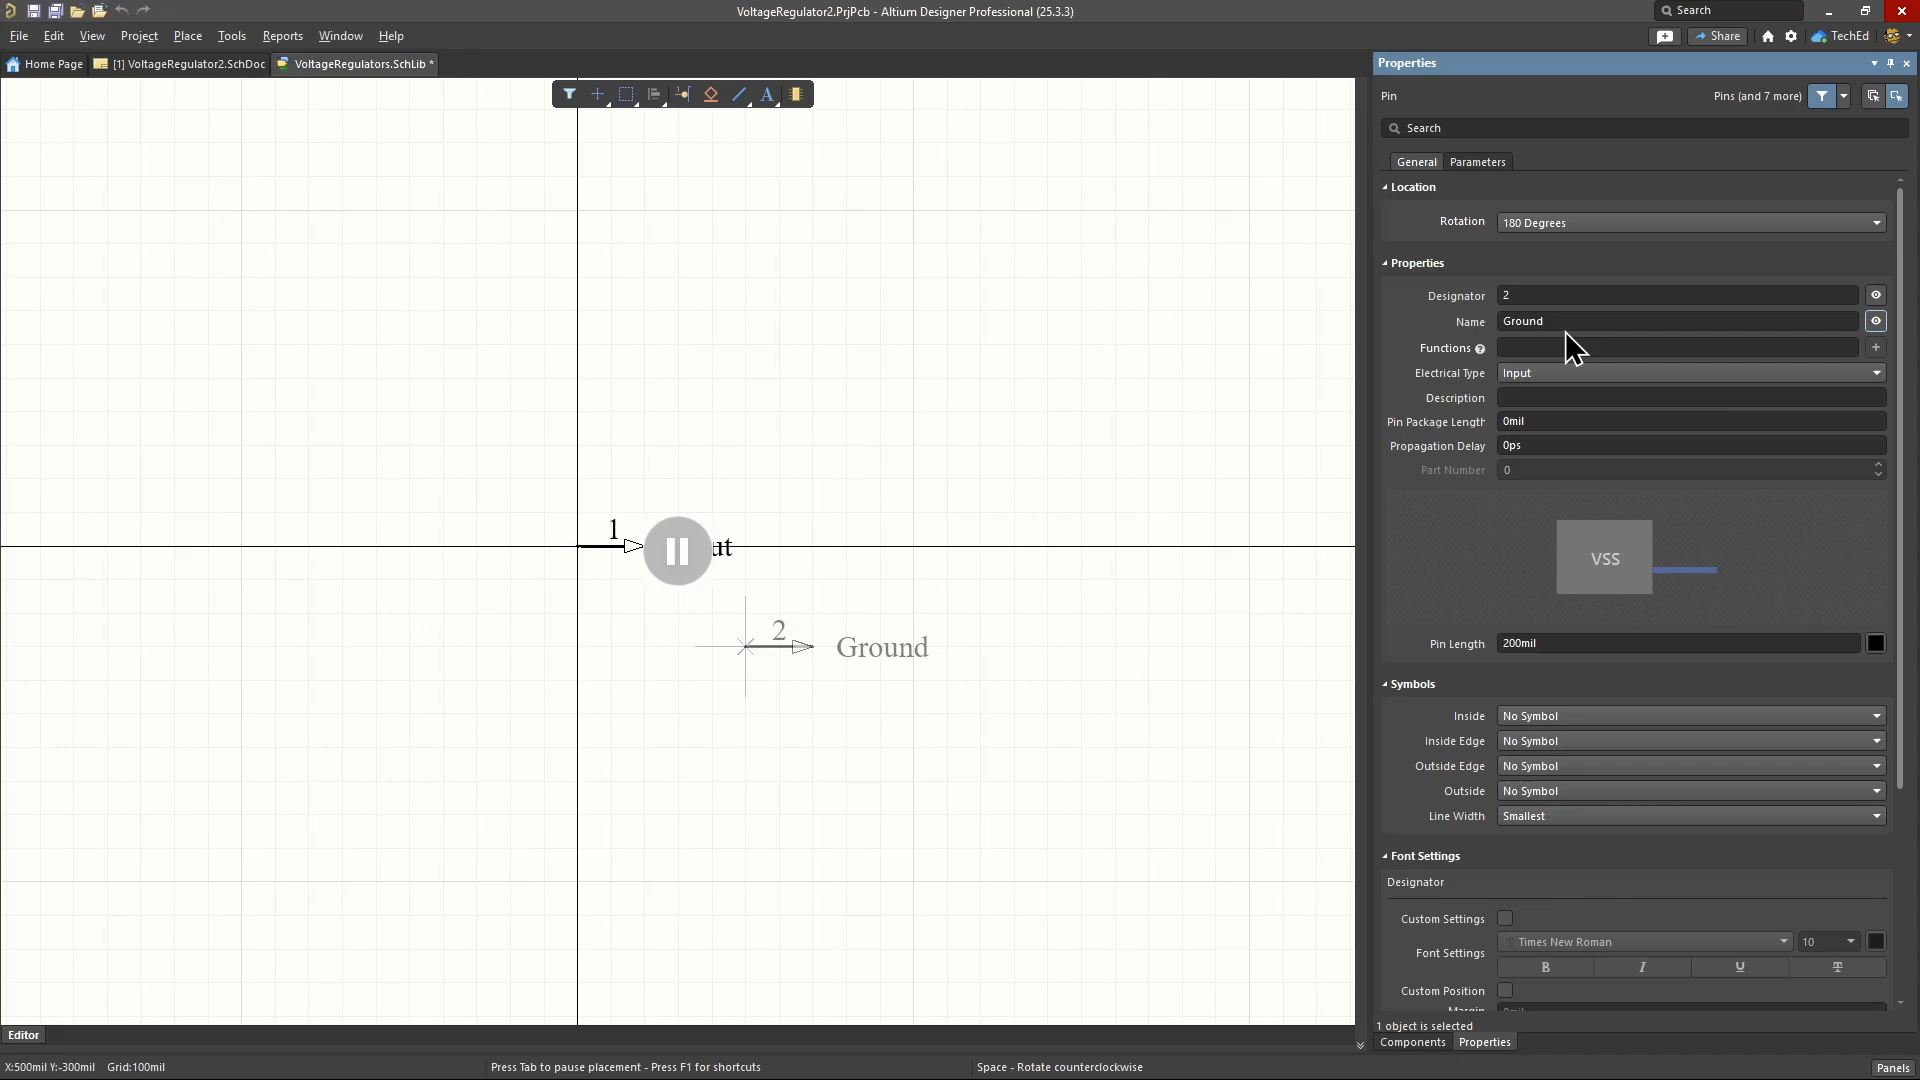 VoltageRegulator2.PrjPcb - Altium Designer Professional (25.3.3)
Search
File Edit View Project Place Tools Reports Window Help
Share
TechEd
Home Page
[1] VoltageRegulator2.SchDoc
VoltageRegulators.SchLib *
Properties
Pin
Pins (and 7 more)
Search
General Parameters
Location
Rotation 180 Degrees
Properties
Designator 2
Name Ground
Functions
Electrical Type Input
Description
Pin Package Length 0mil
Propagation Delay 0ps
Part Number 0
VSS
Pin Length 200mil
Symbols
Inside No Symbol
Inside Edge No Symbol
Outside Edge No Symbol
Outside No Symbol
Line Width Smallest
Font Settings
Designator
Custom Settings
Font Settings Times New Roman 10
B I U T
Custom Position
1 object is selected
Components Properties
1
ut
2
Ground
Editor
X:500mil Y:-300mil Grid:100mil
Press Tab to pause placement - Press F1 for shortcuts
Space - Rotate counterclockwise
Panels